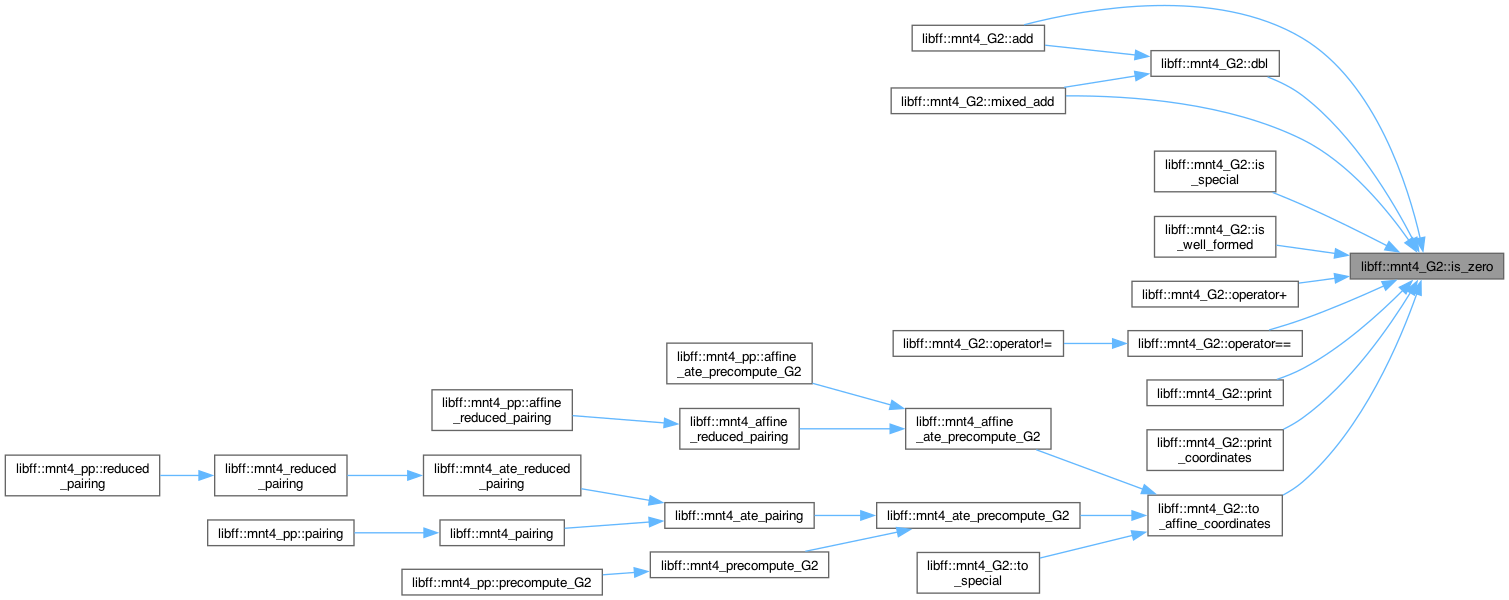 libff::mnt4_G2::add
libff::mnt4_G2::dbl
libff::mnt4_G2::mixed_add
libff::mnt4_G2::is
_special
libff::mnt4_G2::is
_well_formed
libff::mnt4_G2::is_zero
libff::mnt4_G2::operator+
libff::mnt4_G2::operator!=
libff::mnt4_G2::operator==
libff::mnt4_pp::affine
_ate_precompute_G2
libff::mnt4_G2::print
libff::mnt4_pp::affine
_reduced_pairing
libff::mnt4_affine
_reduced_pairing
libff::mnt4_affine
_ate_precompute_G2
libff::mnt4_G2::print
_coordinates
libff::mnt4_pp::reduced
_pairing
libff::mnt4_reduced
_pairing
libff::mnt4_ate_reduced
_pairing
libff::mnt4_ate_pairing
libff::mnt4_ate_precompute_G2
libff::mnt4_G2::to
_affine_coordinates
libff::mnt4_pp::pairing
libff::mnt4_pairing
libff::mnt4_precompute_G2
libff::mnt4_G2::to
_special
libff::mnt4_pp::precompute_G2